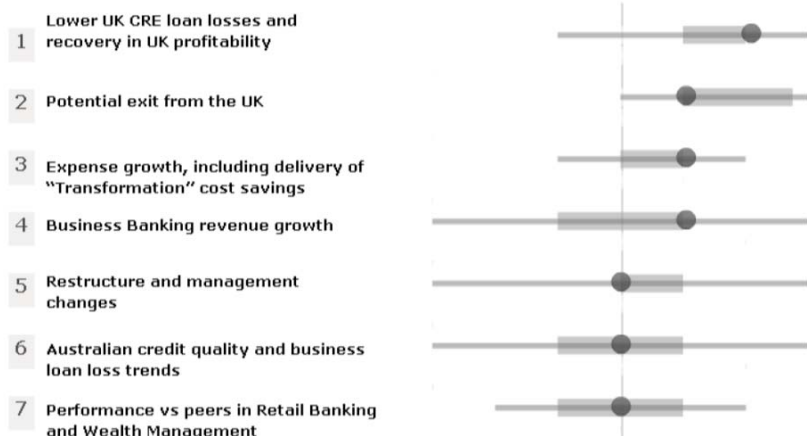 1 Lower UK CRE loan losses and
recovery in UK profitability
2 Potential exit from the UK
3 Expense growth, including delivery of
"Transformation" cost savings
4 Business Banking revenue growth
5 Restructure and management
changes
6 Australian credit quality and business
loan loss trends
7 Performance vs peers in Retail Banking
and Wealth Management